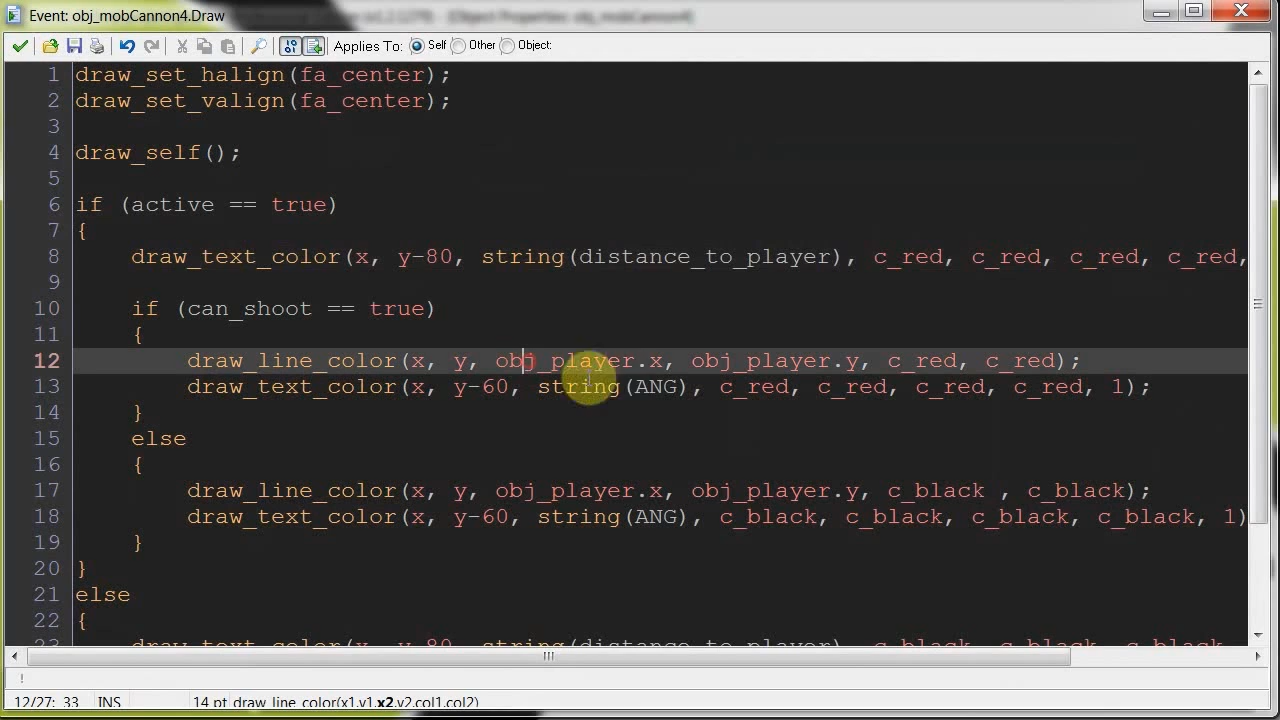 Event: obj_mobCannon4.Draw
Applies To: Self Other Object:
1 draw_set_halign(fa_center);
2 draw_set_valign(fa_center);
3
4 draw_self();
5
6 if (active == true)
7 {
8 draw_text_color(x, y-80, string(distance_to_player), c_red, c_red, c_red, c_red,
9
10 if (can_shoot == true)
11 {
12 draw_line_color(x, y, obj_player.x, obj_player.y, c_red, c_red);
13 draw_text_color(x, y-60, string(ANG), c_red, c_red, c_red, c_red, 1);
14 }
15 else
16 {
17 draw_line_color(x, y, obj_player.x, obj_player.y, c_black , c_black);
18 draw_text_color(x, y-60, string(ANG), c_black, c_black, c_black, c_black, 1)
19 }
20 }
21 else
22 {
23 draw_text_color(x, y-80, string(distance_to_player), c_black, c_black, c_black,
!
12/27: 33 INS 14 pt draw_line_color(x1,y1,x2,y2,col1,col2)